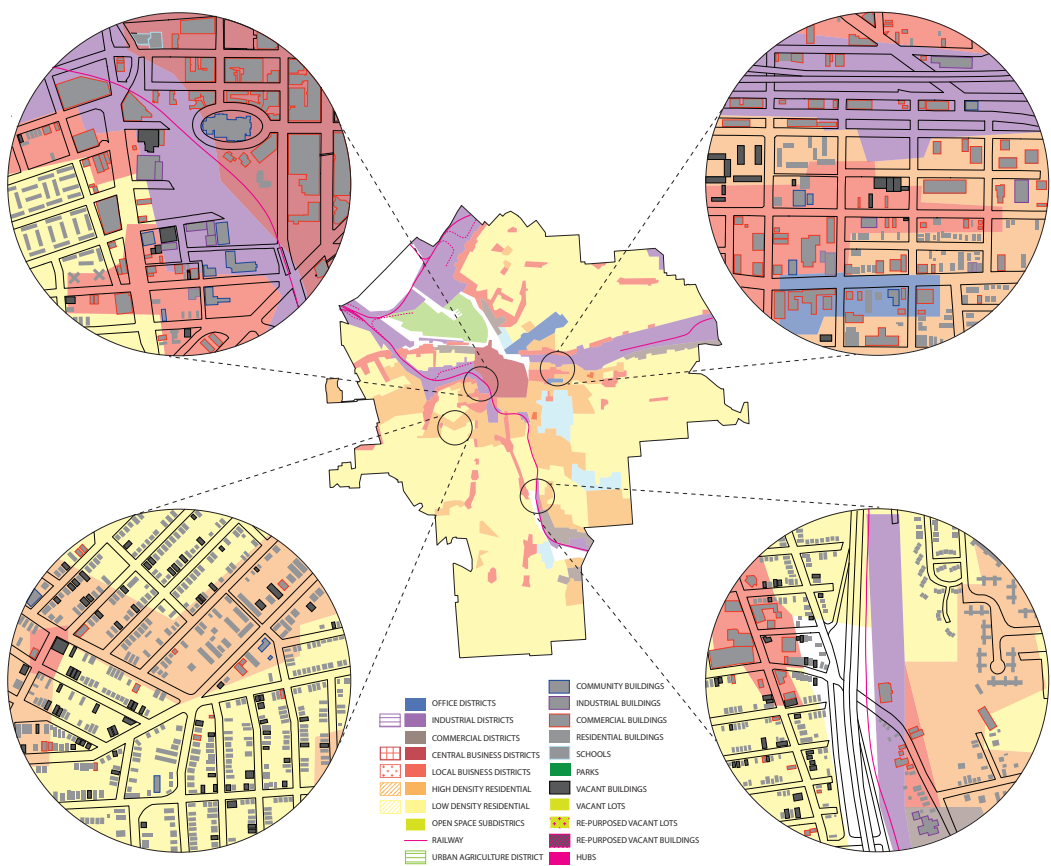 OFFICE DISTRICTS
INDUSTRIAL DISTRICTS
COMMERCIAL DISTRICTS
CENTRAL BUSINESS DISTRICTS
LOCAL BUSINESS DISTRICTS
HIGH DENSITY RESIDENTIAL
LOW DENSITY RESIDENTIAL
OPEN SPACE SUBDISTRICS
RAILWAY
URBAN AGRICULTURE DISTRICT
COMMUNITY BUILDINGS
INDUSTRIAL BUILDINGS
COMMERCIAL BUILDINGS
RESIDENTIAL BUILDINGS
SCHOOLS
PARKS
VACANT BUILDINGS
VACANT LOTS
RE-PURPOSED VACANT LOTS
RE-PURPOSED VACANT BUILDINGS
HUBS